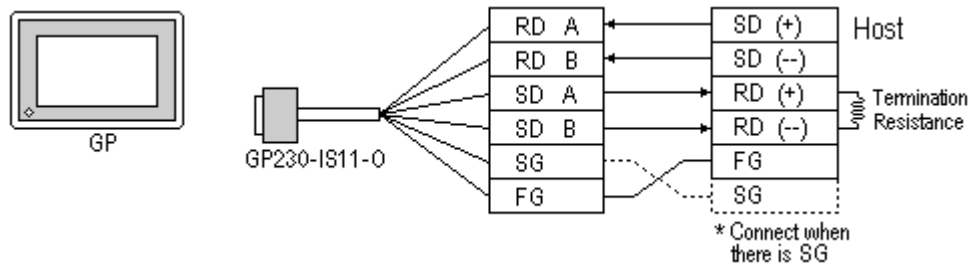 GP
GP230-IS11-O
RD A
RD B
SD A
SD B
SG
FG
SD (+)
SD (--)
RD (+)
RD (--)
FG
SG
Host
Termination
Resistance
* Connect when
there is SG